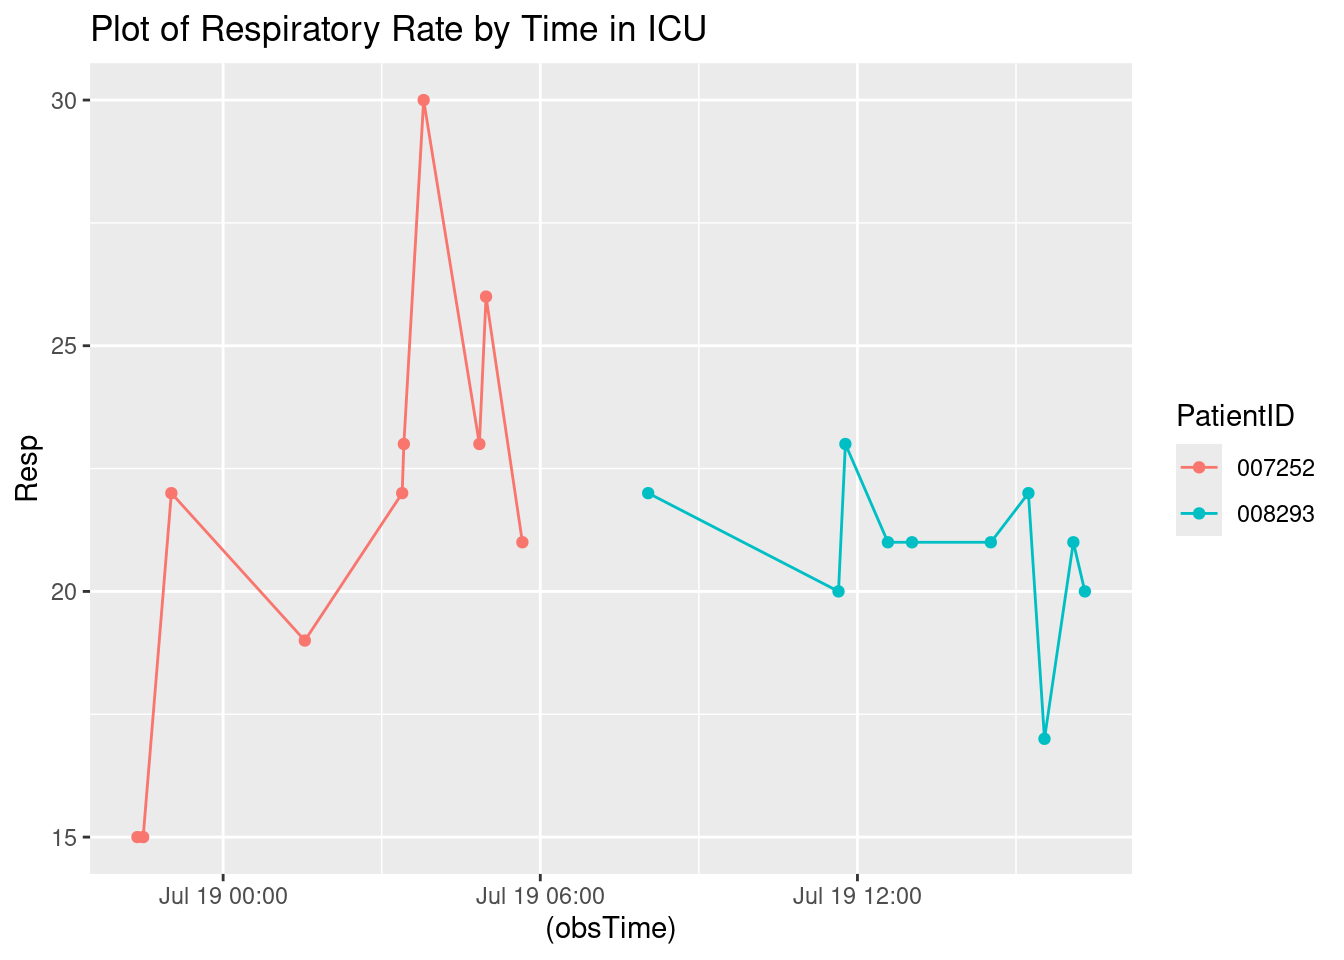 Plot of Respiratory Rate by Time in ICU
30
25
20
15
Resp
Jul 19 00:00
Jul 19 06:00
Jul 19 12:00
(obsTime)
PatientID
007252
008293